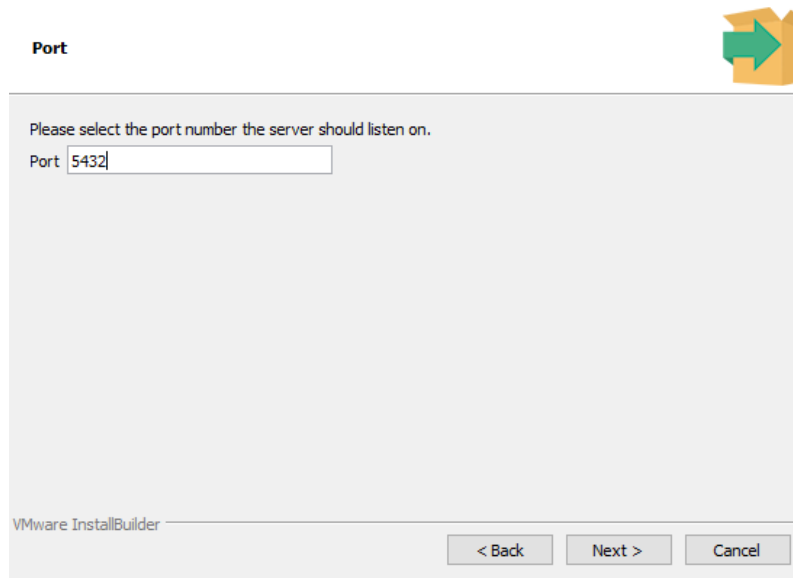 Port
Please select the port number the server should listen on.
Port 5432
VMware InstallBuilder
< Back Next > Cancel